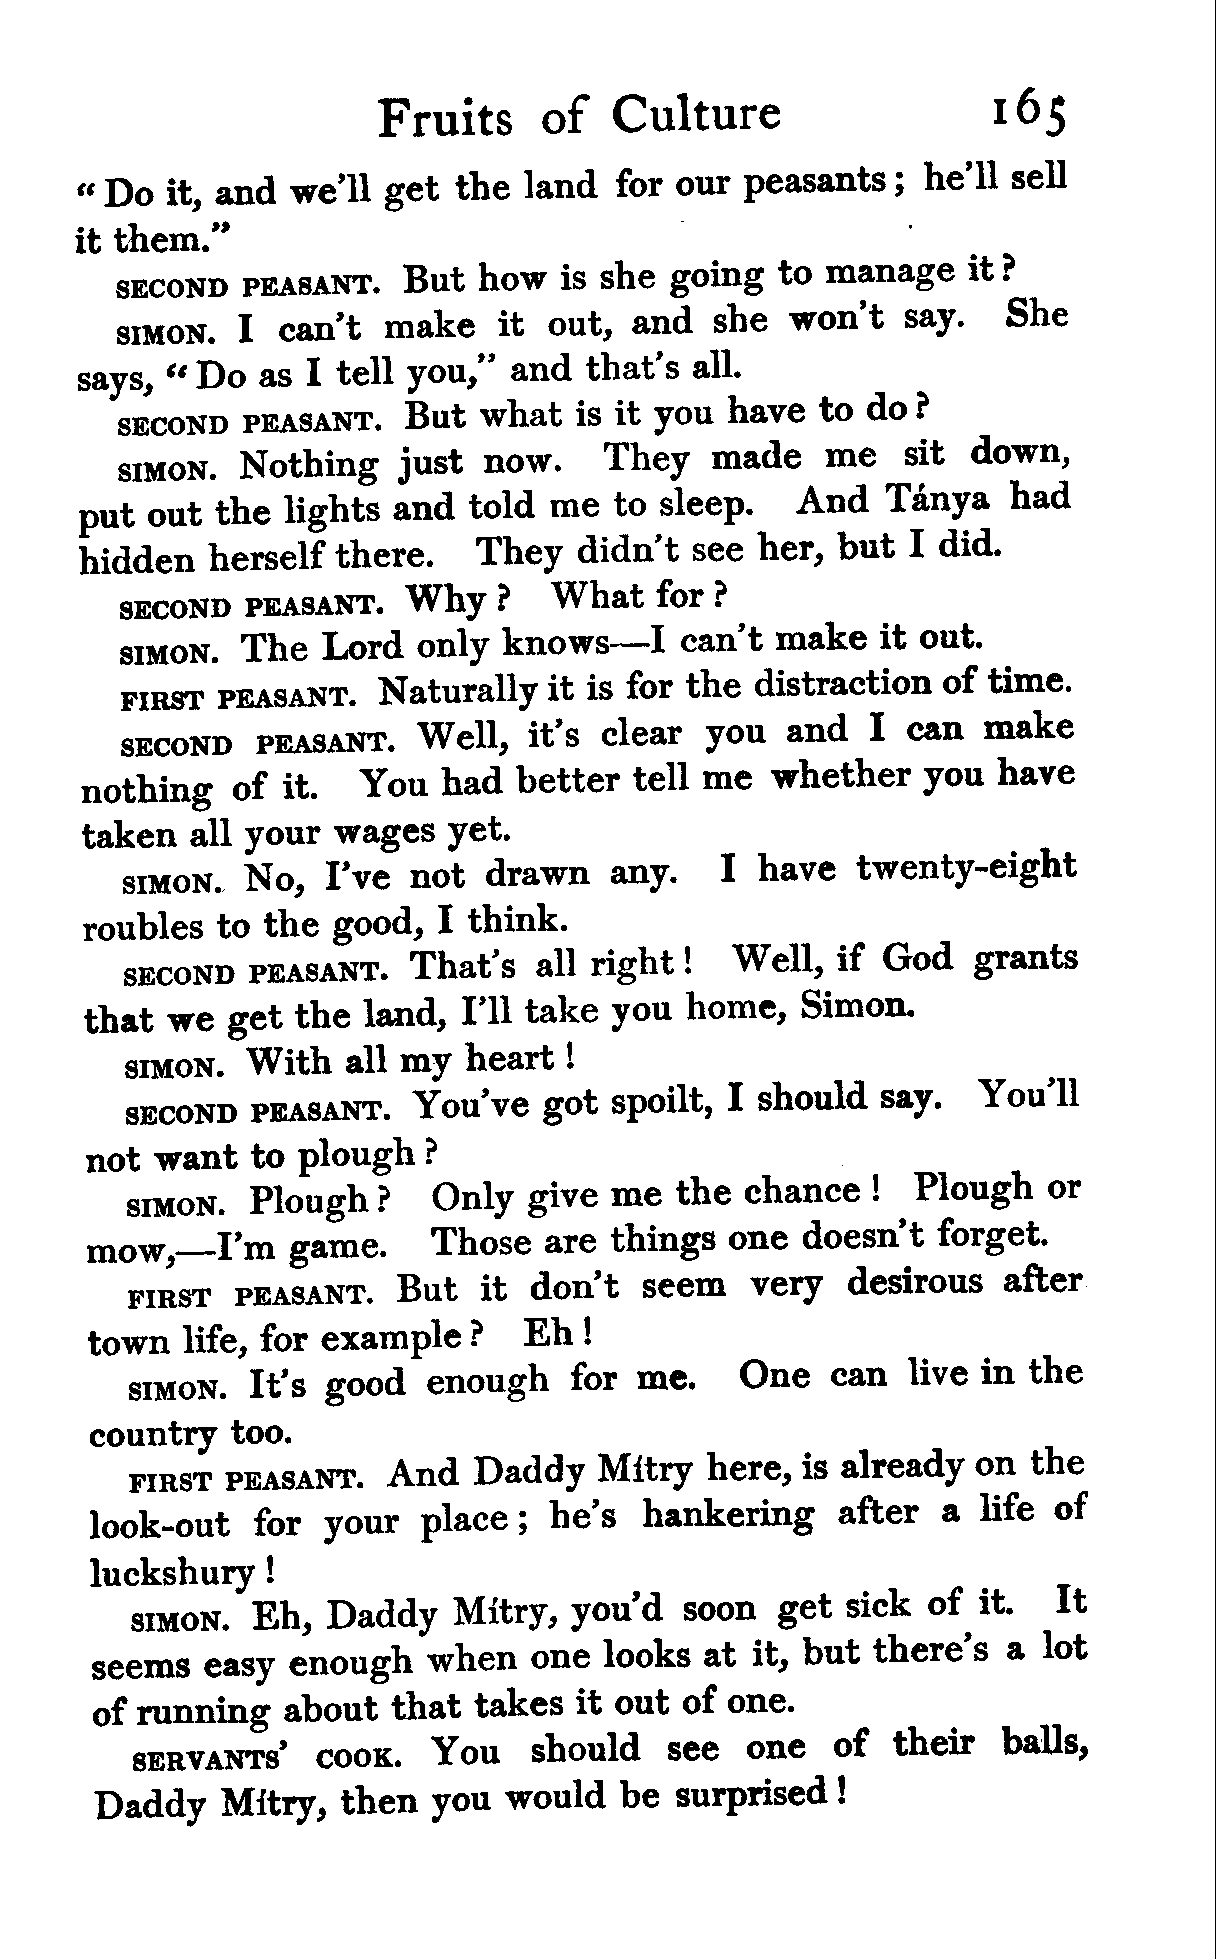 Fruits of Culture 165
“ Do it, and we’ll get the land for our peasants ; he’ll sell
it them.”
SECOND PEASANT. But how is she going to manage it ?
SIMON. I can’t make it out, and she won’t say. She
says, “ Do as I tell you,” and that’s all.
SECOND PEASANT. But what is it you have to do ?
SIMON. Nothing just now. They made me sit down,
put out the lights and told me to sleep. And Tánya had
hidden herself there. They didn’t see her, but I did.
SECOND PEASANT. Why ? What for ?
SIMON. The Lord only knows—I can’t make it out.
FIRST PEASANT. Naturally it is for the distraction of time.
SECOND PEASANT. Well, it’s clear you and I can make
nothing of it. You had better tell me whether you have
taken all your wages yet.
SIMON. No, I’ve not drawn any. I have twenty-eight
roubles to the good, I think.
SECOND PEASANT. That’s all right ! Well, if God grants
that we get the land, I’ll take you home, Simon.
SIMON. With all my heart !
SECOND PEASANT. You’ve got spoilt, I should say. You’ll
not want to plough ?
SIMON. Plough ? Only give me the chance ! Plough or
mow,—I’m game. Those are things one doesn’t forget.
FIRST PEASANT. But it don’t seem very desirous after
town life, for example ? Eh !
SIMON. It’s good enough for me. One can live in the
country too.
FIRST PEASANT. And Daddy Mítry here, is already on the
look-out for your place ; he’s hankering after a life of
luckshury !
SIMON. Eh, Daddy Mítry, you’d soon get sick of it. It
seems easy enough when one looks at it, but there’s a lot
of running about that takes it out of one.
SERVANTS’ COOK. You should see one of their balls,
Daddy Mítry, then you would be surprised !